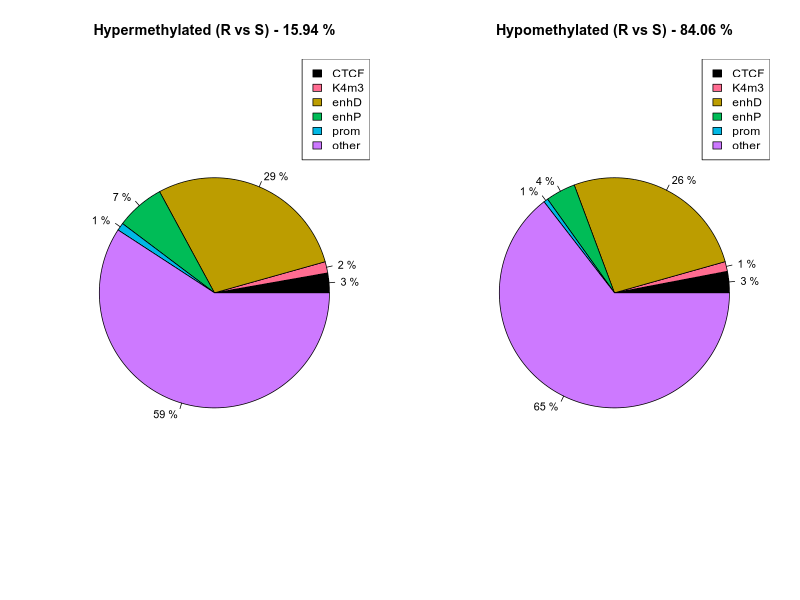 Hypermethylated (R vs S) - 15.94 %
CTCF
K4m3
enhD
enhP
prom
other
29 %
7 %
1 %
2 %
3 %
59 %
Hypomethylated (R vs S) - 84.06 %
CTCF
K4m3
enhD
enhP
prom
other
26 %
4 %
1 %
1 %
3 %
65 %